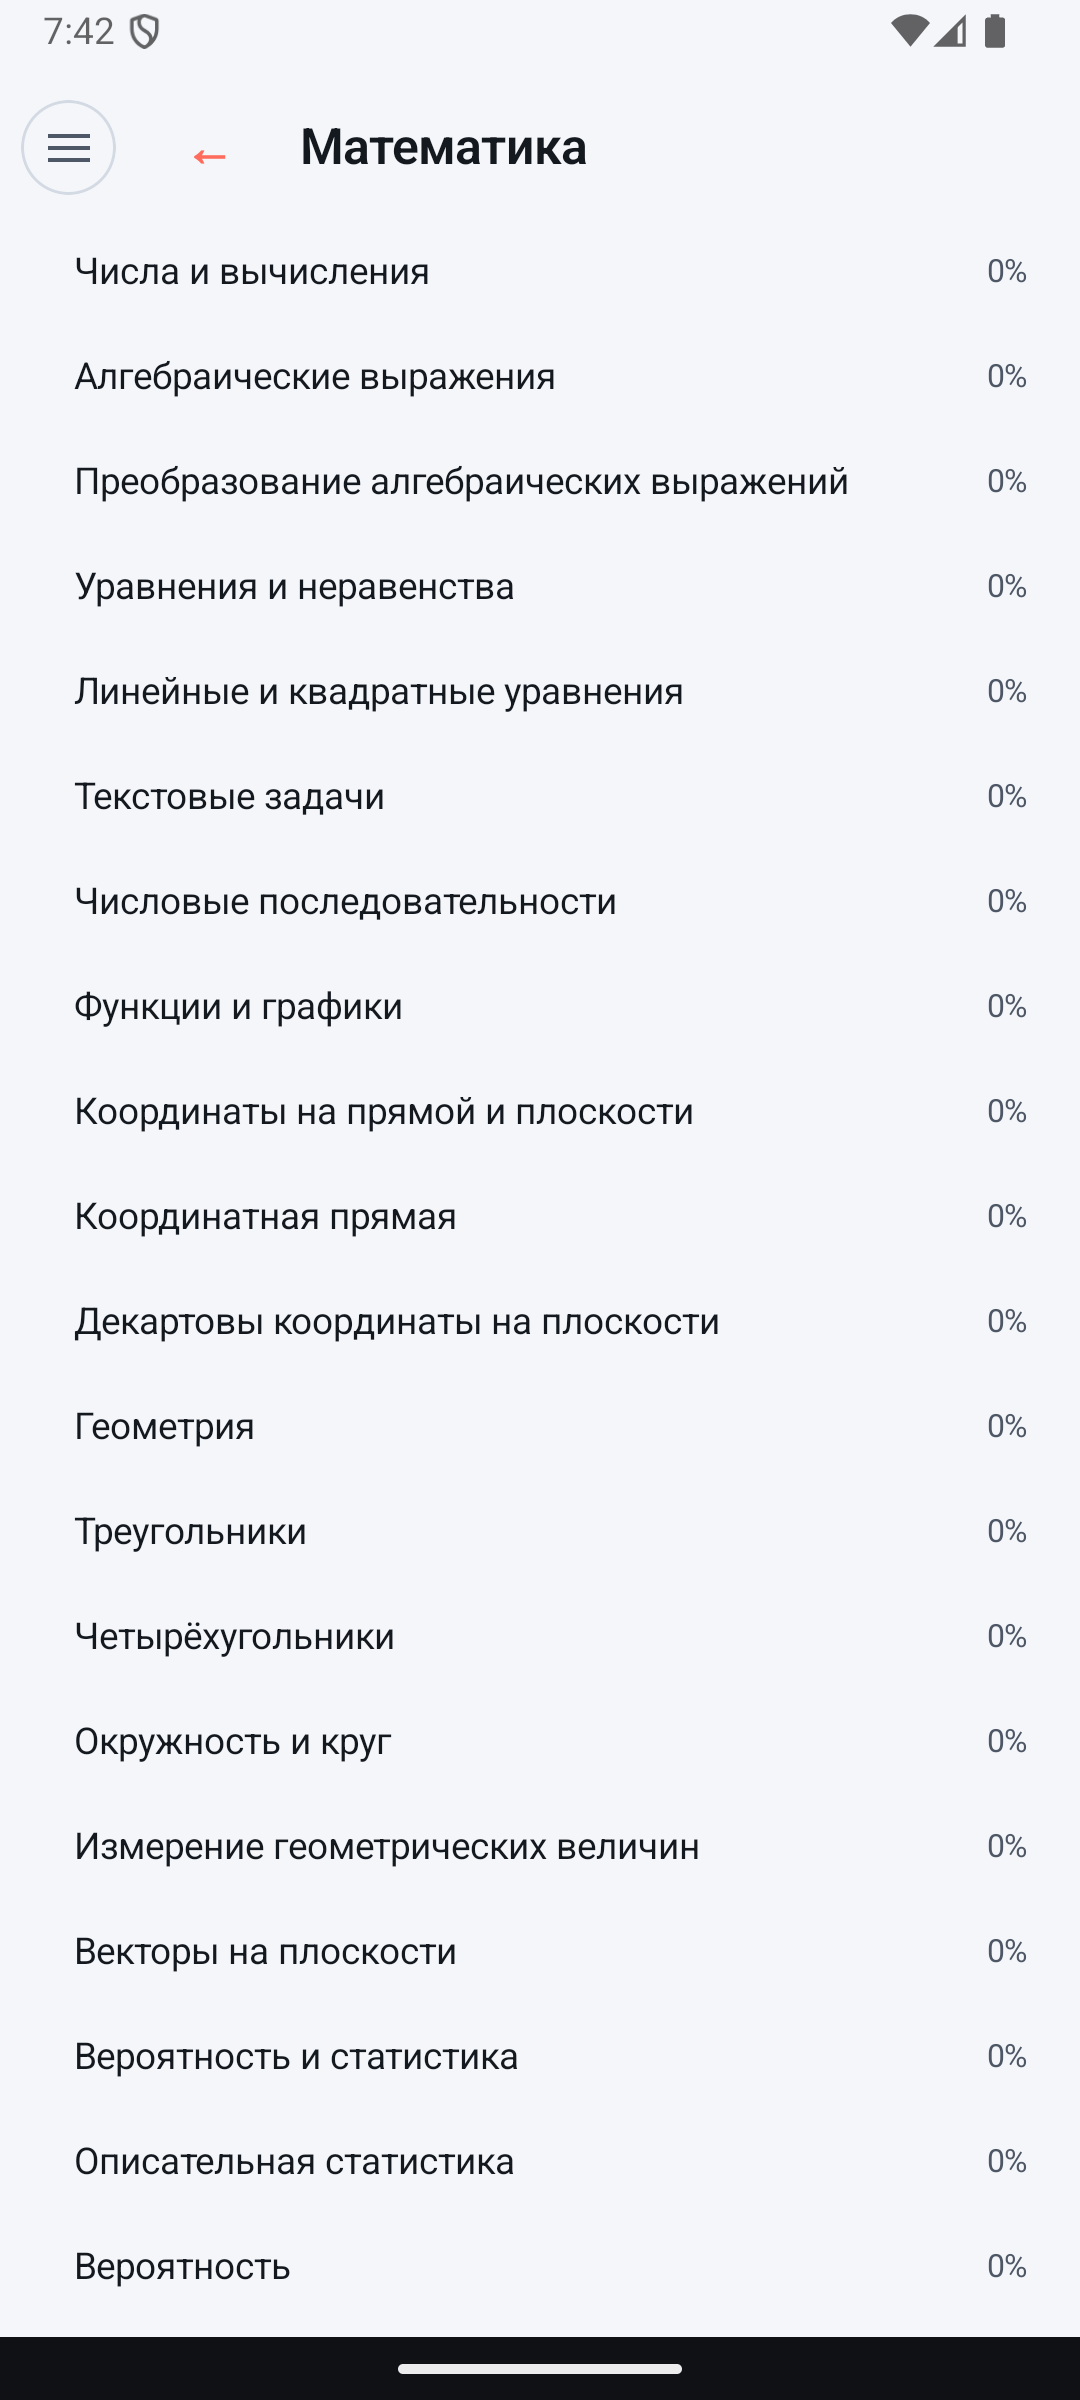 7:42
← Математика
Числа и вычисления 0%
Алгебраические выражения 0%
Преобразование алгебраических выражений 0%
Уравнения и неравенства 0%
Линейные и квадратные уравнения 0%
Текстовые задачи 0%
Числовые последовательности 0%
Функции и графики 0%
Координаты на прямой и плоскости 0%
Координатная прямая 0%
Декартовы координаты на плоскости 0%
Геометрия 0%
Треугольники 0%
Четырёхугольники 0%
Окружность и круг 0%
Измерение геометрических величин 0%
Векторы на плоскости 0%
Вероятность и статистика 0%
Описательная статистика 0%
Вероятность 0%